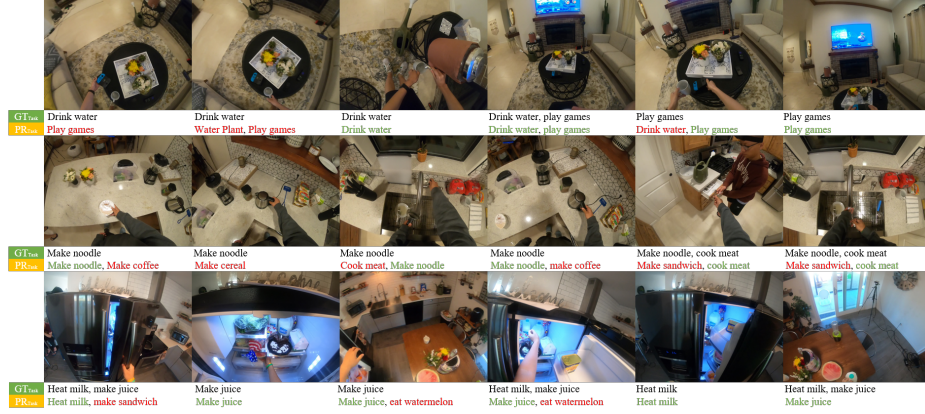 GT Task Drink water Drink water Drink water Drink water, play games Play games Play games
PR Task Play games Water Plant, Play games Drink water Drink water, play games Drink water, Play games Play games
GT Task Make noodle Make noodle Make noodle Make noodle Make noodle, cook meat Make noodle, cook meat
PR Task Make noodle, Make coffee Make cereal Cook meat, Make noodle Make noodle, make coffee Make sandwich, cook meat Make sandwich, cook meat
GT Task Heat milk, make juice Make juice Make juice Heat milk, make juice Heat milk Heat milk, make juice
PR Task Heat milk, make sandwich Make juice Make juice, eat watermelon Make juice, eat watermelon Heat milk Make juice